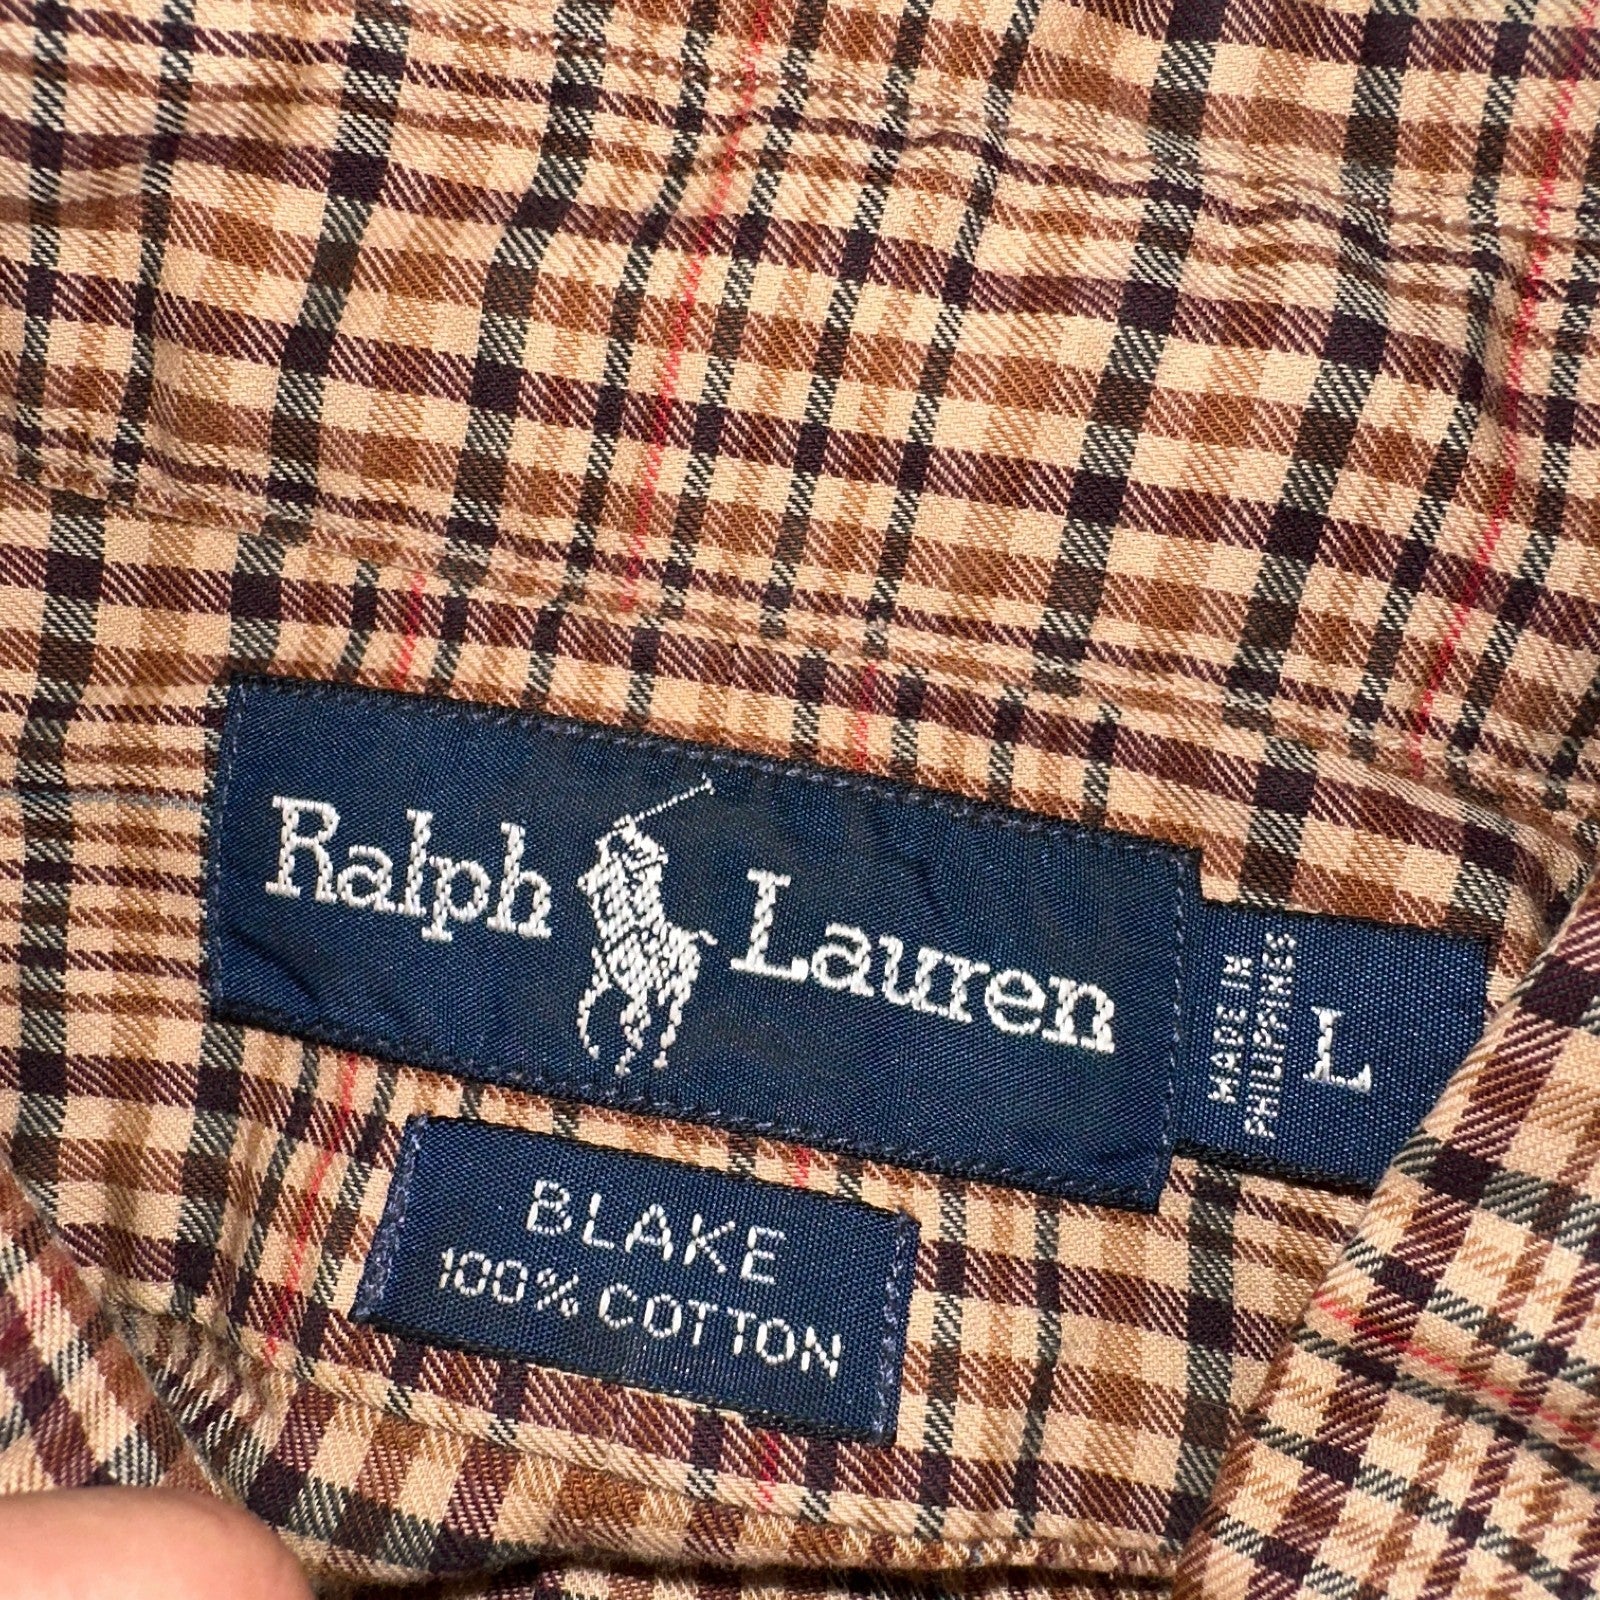 Ralph Lauren
MADE IN
PHILIPPINES
L
BLAKE
100% COTTON